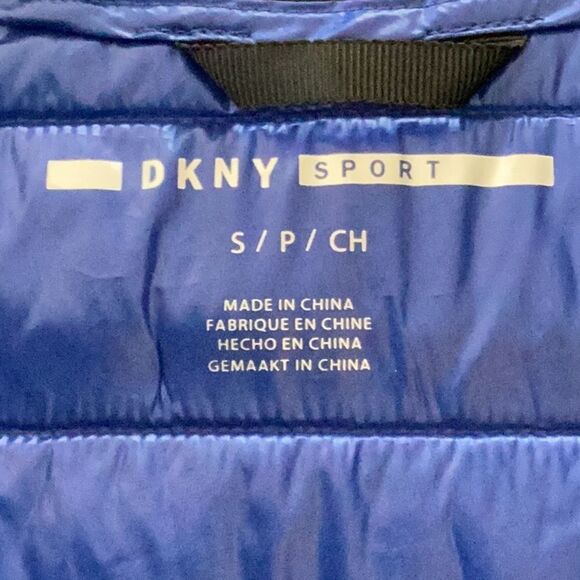 DKNY SPORT
S / P / CH
MADE IN CHINA
FABRIQUE EN CHINE
HECHO EN CHINA
GEMAAKT IN CHINA